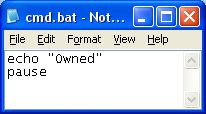 cmd.bat - Not...
File Edit Format View Help
echo "Owned"
pause